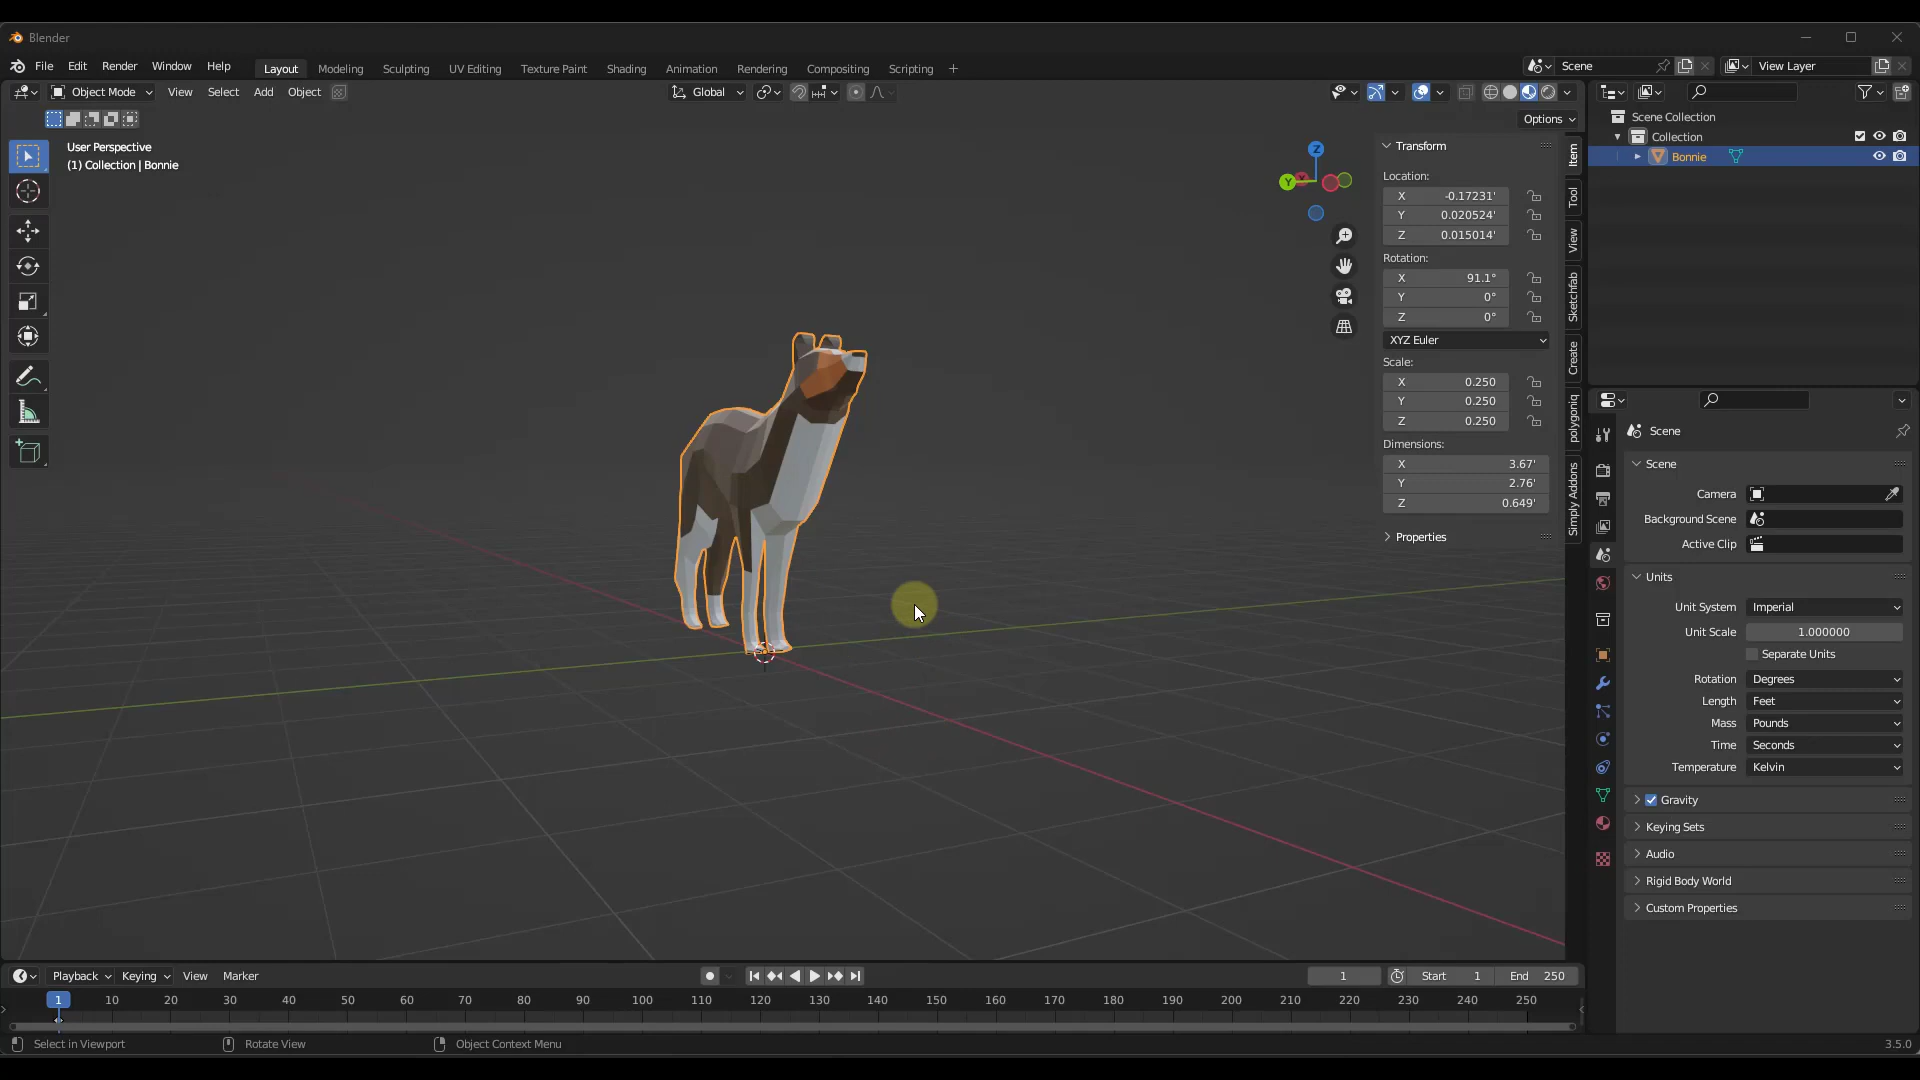 Blender
File Edit Render Window Help Layout Modeling Sculpting UV Editing Texture Paint Shading Animation Rendering Compositing Scripting + Scene View Layer
Object Mode View Select Add Object Global
Options
User Perspective
(1) Collection | Bonnie
Z
Y
Transform
Location:
X -0.17231'
Y 0.020524'
Z 0.015014'
Rotation:
X 91.1°
Y 0°
Z 0°
XYZ Euler
Scale:
X 0.250
Y 0.250
Z 0.250
Dimensions:
X 3.67'
Y 2.76'
Z 0.649'
Properties
Item
Tool
View
Sketchfab
Create
polygoniq
Simply Addons
Scene Collection
Collection
Bonnie
Scene
Scene
Camera
Background Scene
Active Clip
Units
Unit System Imperial
Unit Scale 1.000000
Separate Units
Rotation Degrees
Length Feet
Mass Pounds
Time Seconds
Temperature Kelvin
Gravity
Keying Sets
Audio
Rigid Body World
Custom Properties
Playback Keying View Marker 1 Start 1 End 250
1 10 20 30 40 50 60 70 80 90 100 110 120 130 140 150 160 170 180 190 200 210 220 230 240 250
Select in Viewport Rotate View Object Context Menu 3.5.0